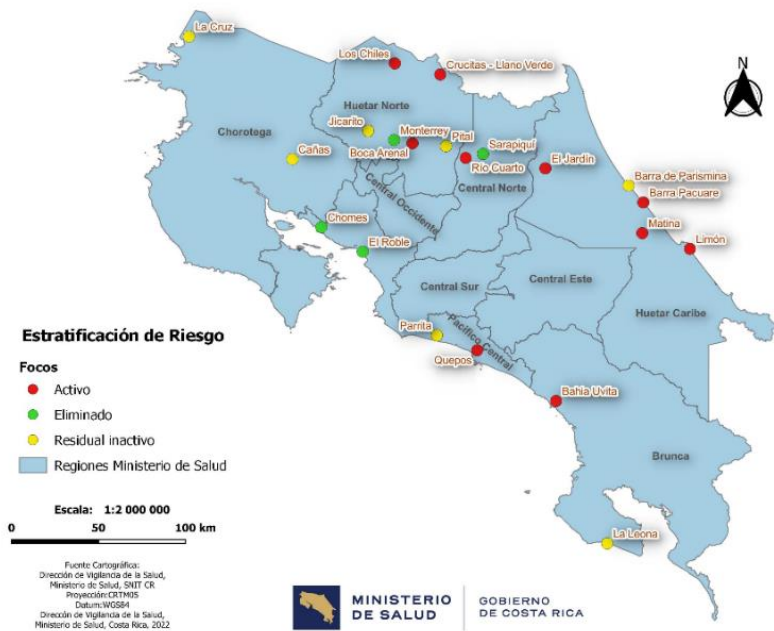 La Cruz
Los Chiles
Crucitas - Llano Verde
N
Huetar Norte
Jicarito
Monterrey
Pital
Sarapiquí
Chorotega
Boca Arenal
Río Cuarto
El Jardín
Cañas
Central Norte
Barra de Parismina
Barra Pacuare
Central Occidente
Chomes
Matina
Limón
El Roble
Central Sur
Central Este
Huetar Caribe
Estratificación de Riesgo
Parrita
Pacífico Central
Quepos
Focos
Activo
Bahía Uvita
Eliminado
Residual inactivo
Regiones Ministerio de Salud
Brunca
Escala: 1:2 000 000
0 50 100 km
La Leona
Fuente Cartográfica:
Dirección de Vigilancia de la Salud,
Ministerio de Salud, SNIT CR
Proyección:CRTM05
Datum:WGS84
Dirección de Vigilancia de la Salud,
Ministerio de Salud, Costa Rica, 2022
MINISTERIO
DE SALUD
GOBIERNO
DE COSTA RICA